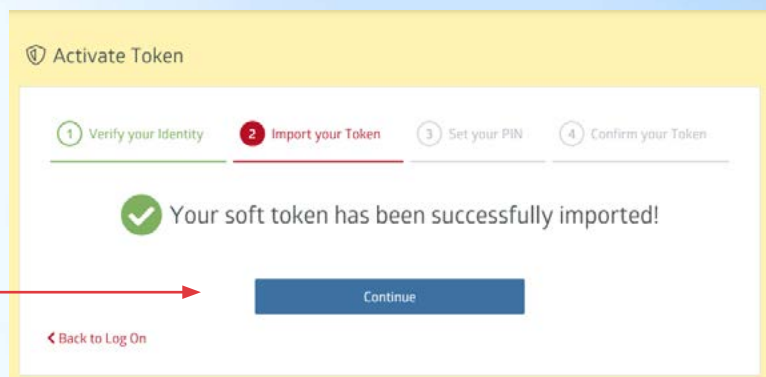 Activate Token
1 Verify your Identity 2 Import your Token 3 Set your PIN 4 Confirm your Token
Your soft token has been successfully imported!
Continue
Back to Log On